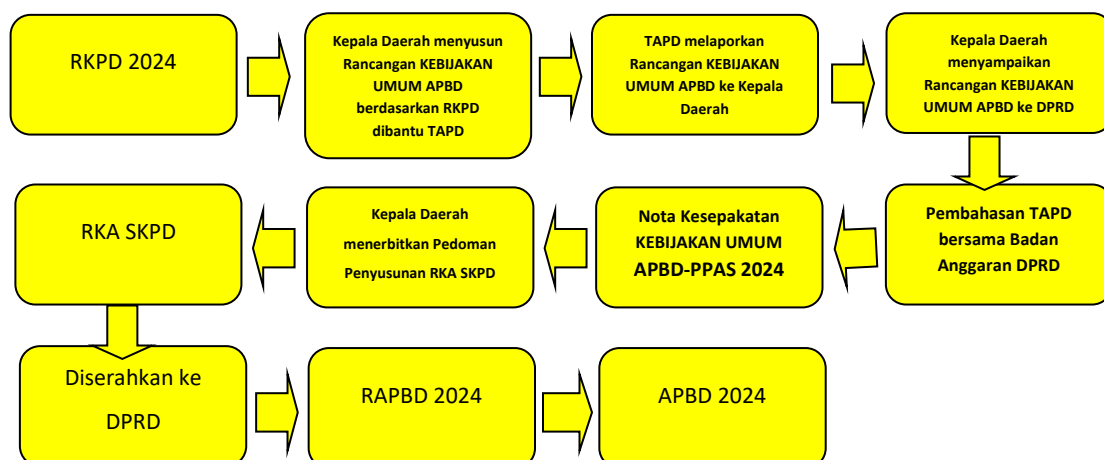 RKPD 2024
Kepala Daerah menyusun
Rancangan KEBIJAKAN
UMUM APBD
berdasarkan RKPD
dibantu TAPD
TAPD melaporkan
Rancangan KEBIJAKAN
UMUM APBD ke Kepala
Daerah
Kepala Daerah
menyampaikan
Rancangan KEBIJAKAN
UMUM APBD ke DPRD
Pembahasan TAPD
bersama Badan
Anggaran DPRD
Nota Kesepakatan
KEBIJAKAN UMUM
APBD-PPAS 2024
Kepala Daerah
menerbitkan Pedoman
Penyusunan RKA SKPD
RKA SKPD
Diserahkan ke
DPRD
RAPBD 2024
APBD 2024